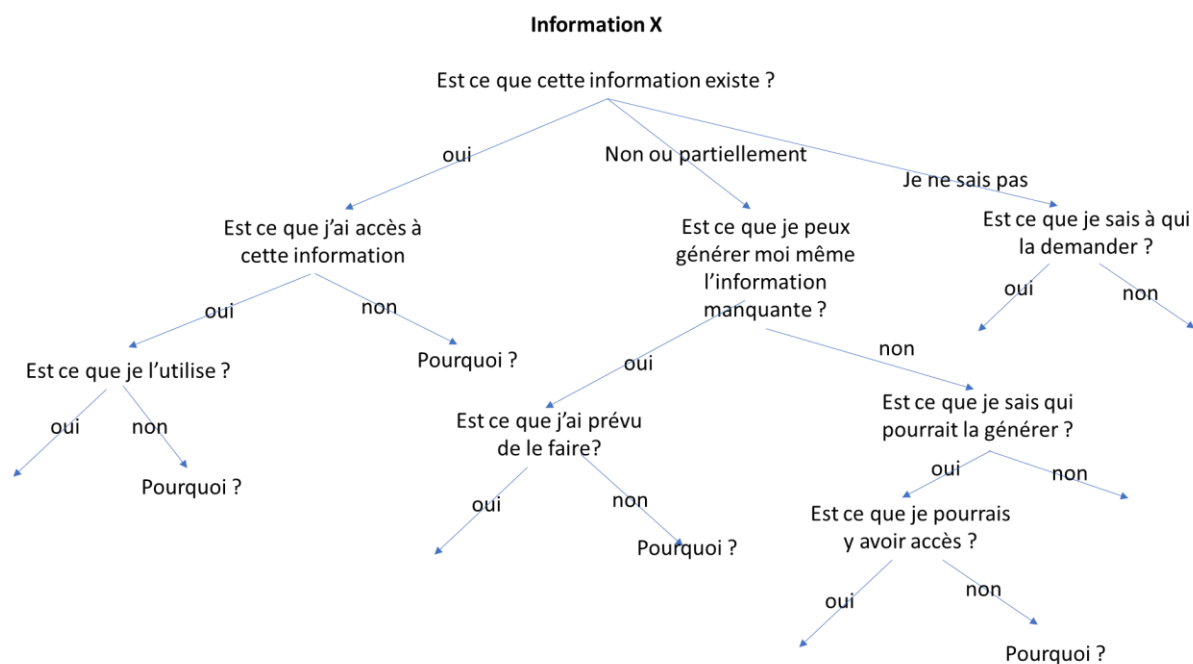 Information X
Est ce que cette information existe ?
oui
Non ou partiellement
Je ne sais pas
Est ce que j'ai accès à
cette information
Est ce que je peux
générer moi même
l'information
manquante ?
Est ce que je sais à qui
la demander ?
oui
non
oui
non
oui
non
Est ce que je l'utilise ?
Pourquoi ?
Est ce que j'ai prévu
de le faire?
Est ce que je sais qui
pourrait la générer ?
oui
non
Pourquoi ?
oui
non
Pourquoi ?
oui
non
Est ce que je pourrais
y avoir accès ?
oui
non
Pourquoi ?